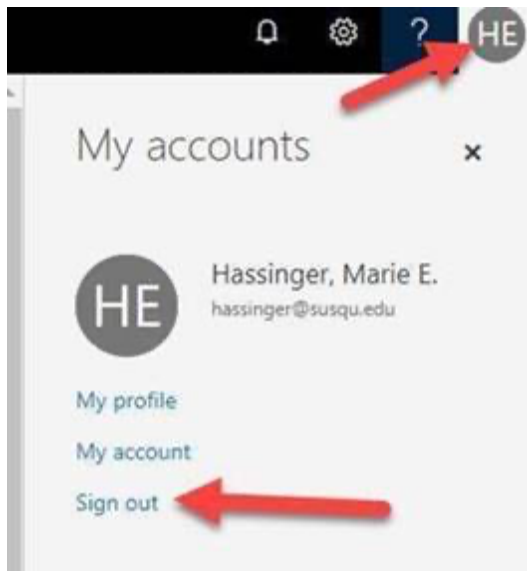 ? HE
My accounts ×
HE
Hassinger, Marie E.
hassinger@susqu.edu
My profile
My account
Sign out